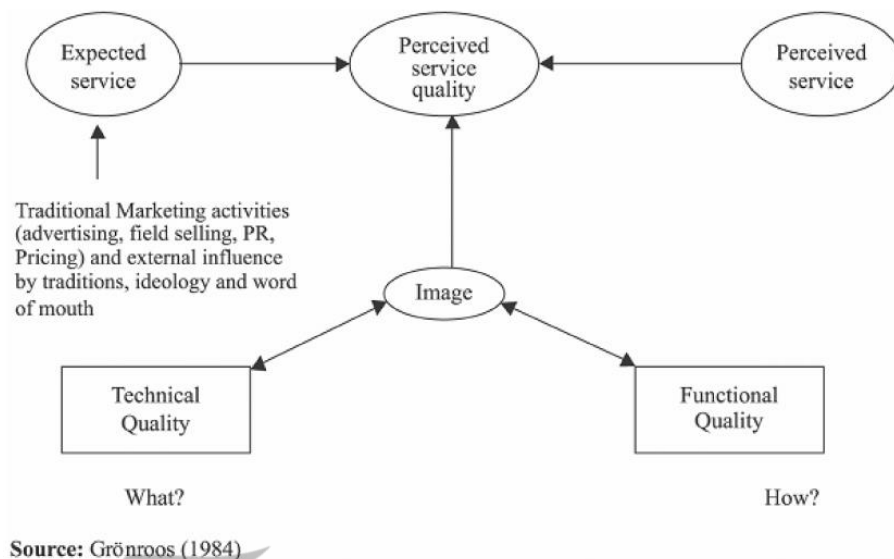 Expected
service
Perceived
service
quality
Perceived
service
Traditional Marketing activities
(advertising, field selling, PR,
Pricing) and external influence
by traditions, ideology and word
of mouth
Image
Technical
Quality
Functional
Quality
What?
How?
Source: Grönroos (1984)